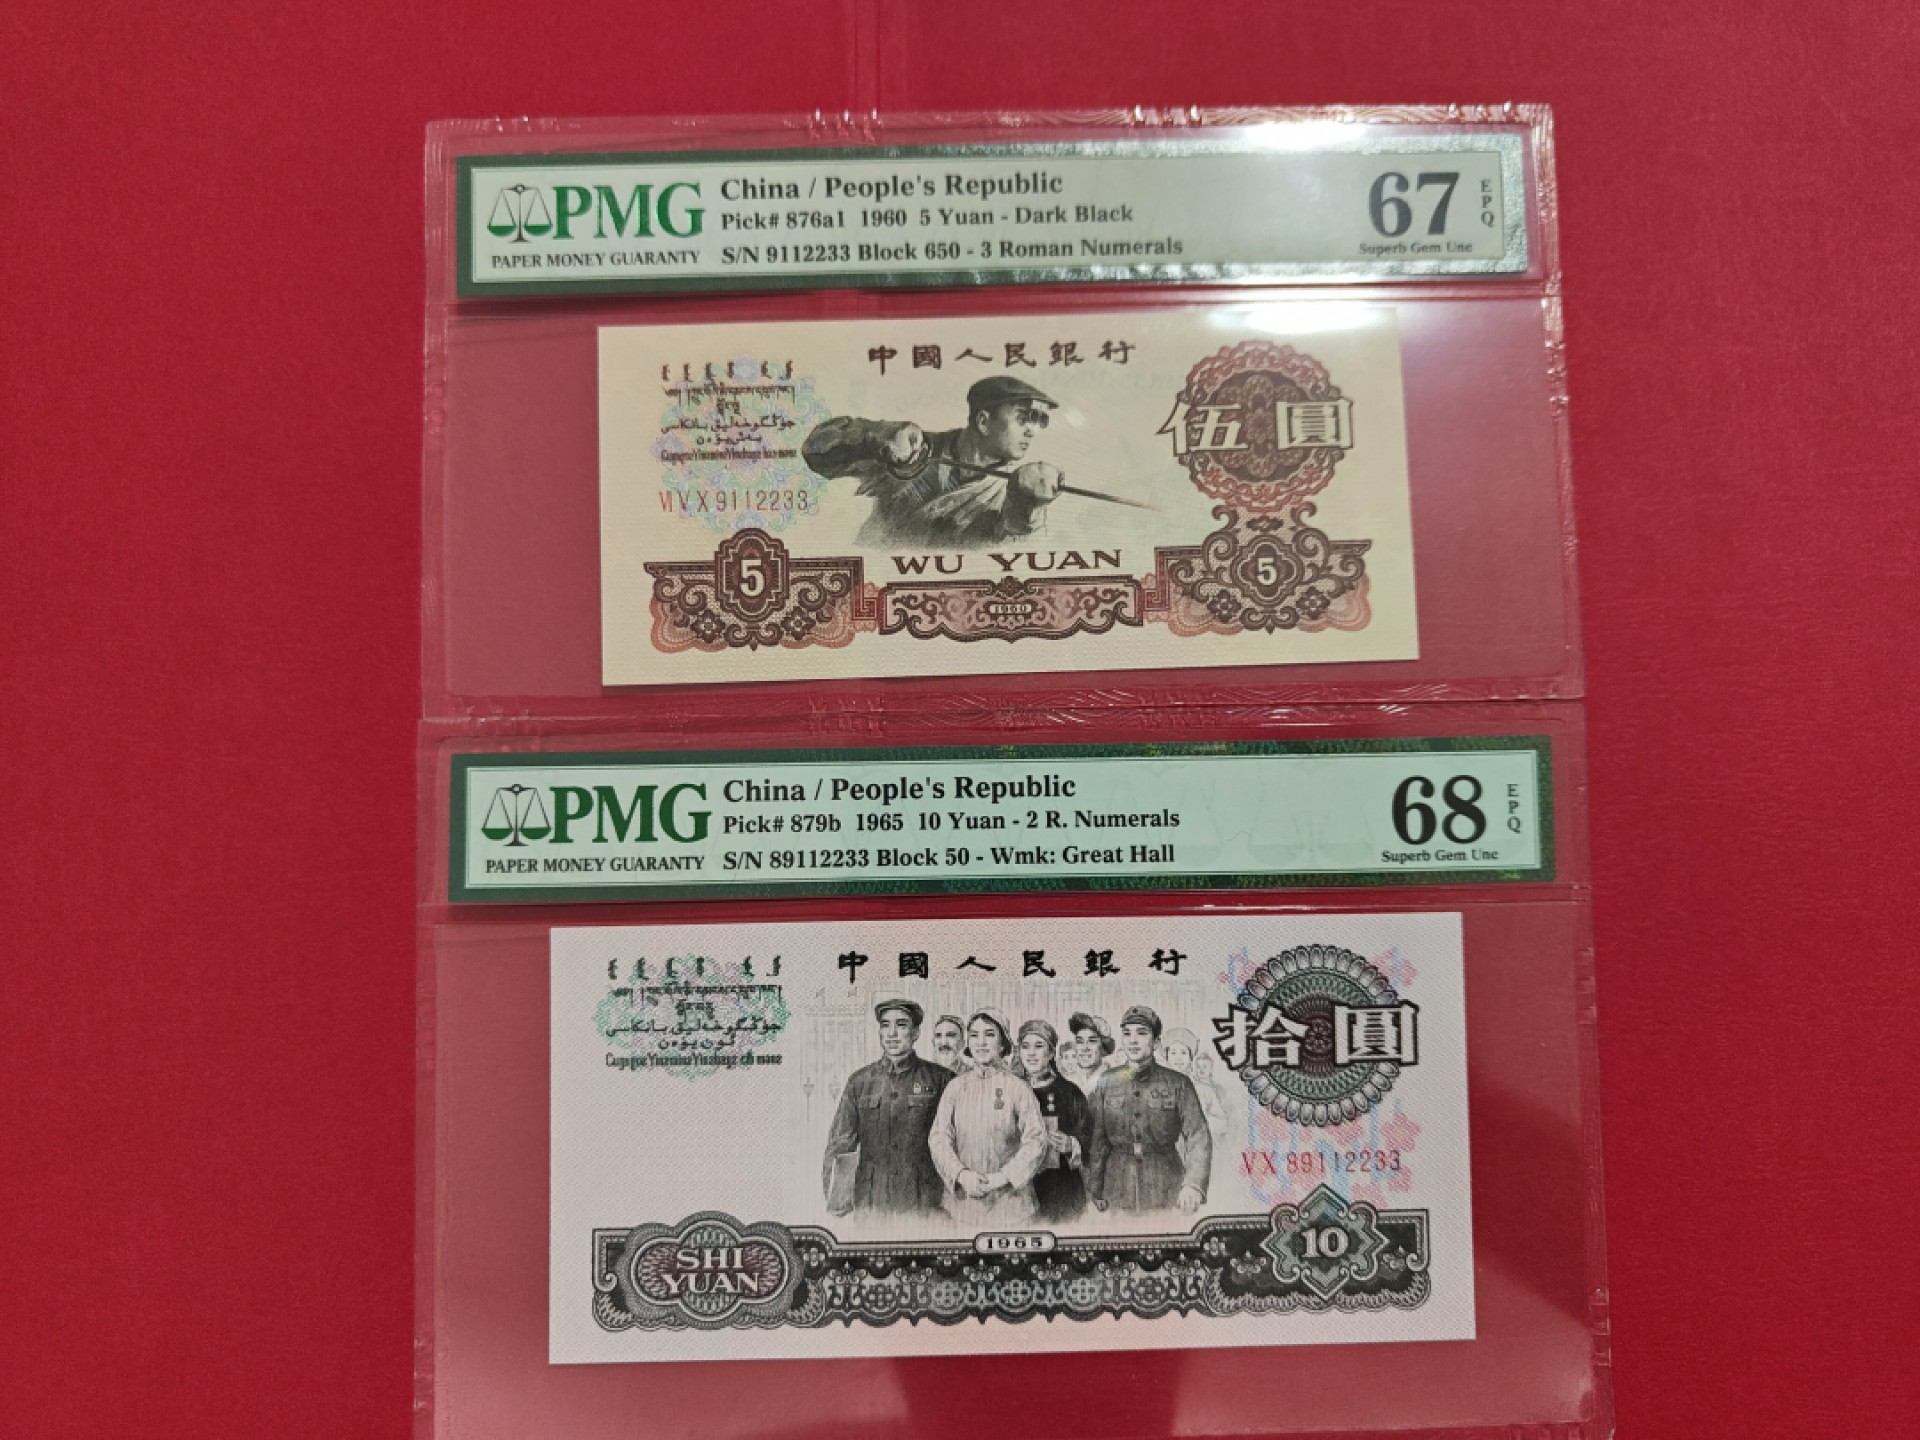 PMG
PAPER MONEY GUARANTY
China / People's Republic
Pick# 876a1 1960 5 Yuan - Dark Black
S/N 9112233 Block 650 - 3 Roman Numerals
67
EPQ
Superb Gem Unc
中國人民銀行
伍圓
VI V X 9112233
WU YUAN
5
1960
5
PMG
PAPER MONEY GUARANTY
China / People's Republic
Pick# 879b 1965 10 Yuan - 2 R. Numerals
S/N 89112233 Block 50 - Wmk: Great Hall
68
EPQ
Superb Gem Unc
中國人民銀行
拾圓
V X 89112233
1965
SHI
YUAN
10